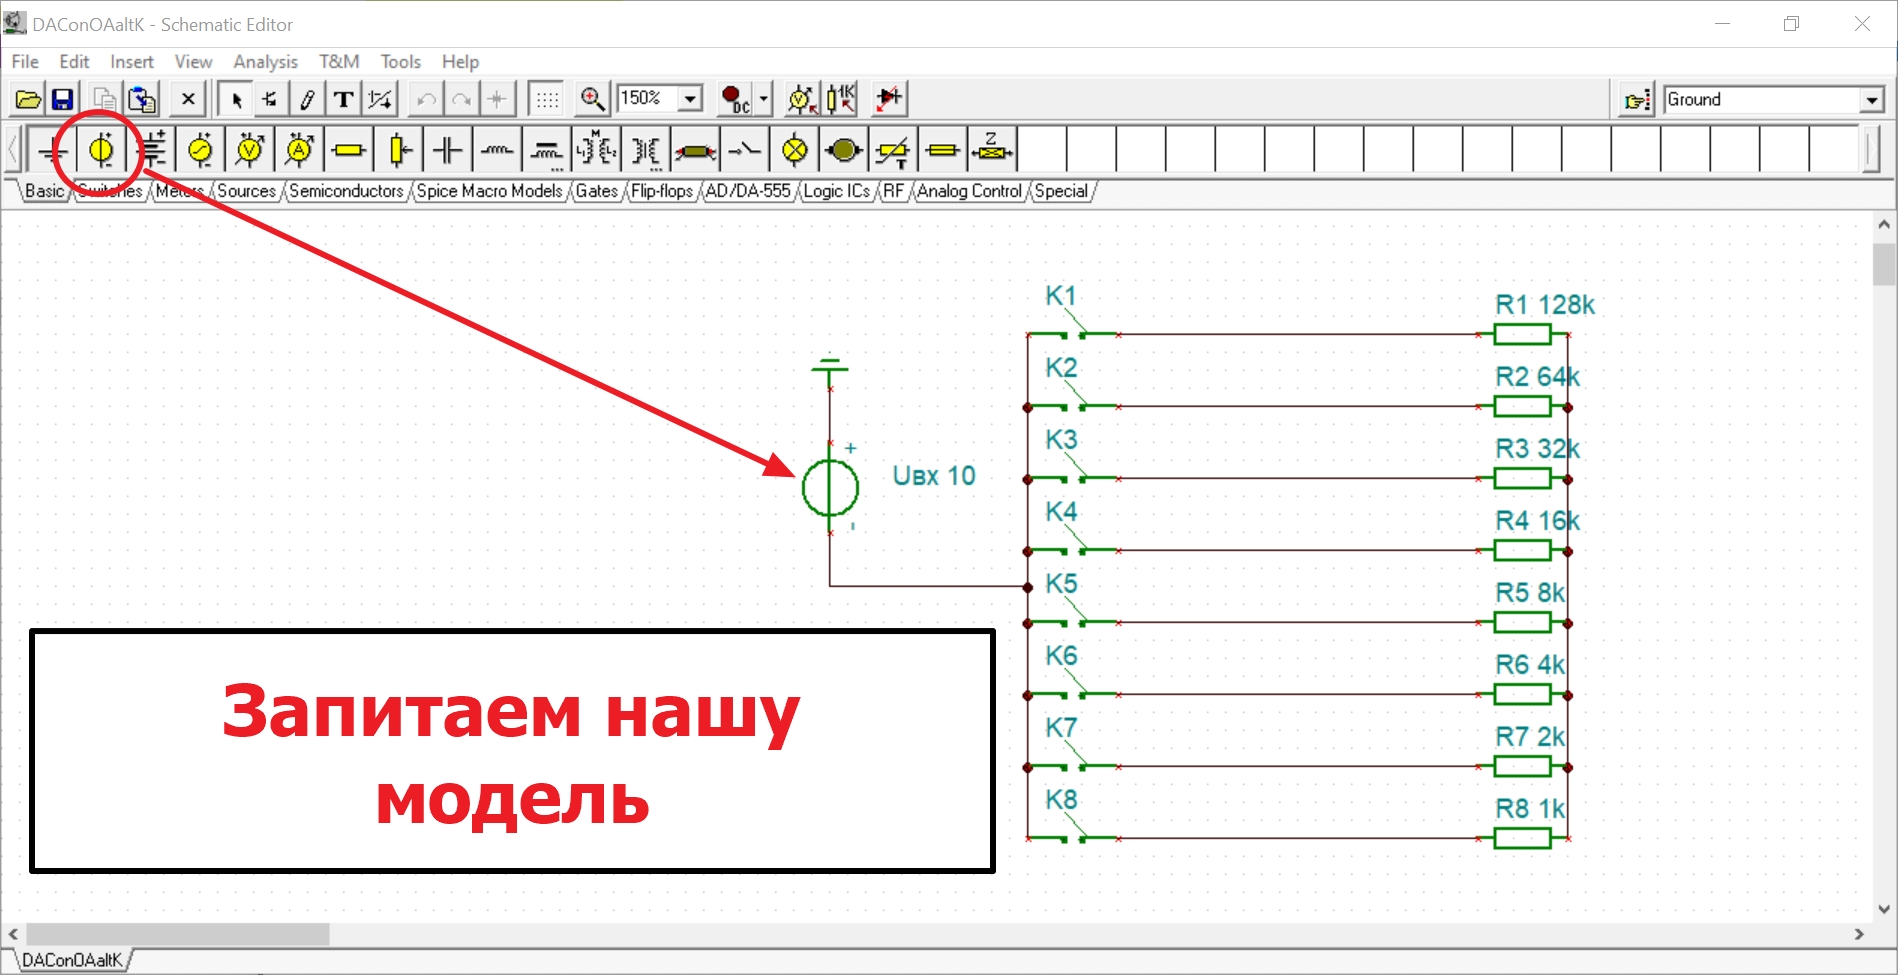 DAConOAaltK - Schematic Editor
File Edit Insert View Analysis T&M Tools Help
T 150% DC V 1K Ground
V A M T Z
Basic Switches Meters Sources Semiconductors Spice Macro Models Gates Flip-flops AD/DA-555 Logic ICs RF Analog Control Special
K1
R1 128k
K2
R2 64k
K3
R3 32k
+
Uвх 10
K4
R4 16k
-
K5
R5 8k
K6
R6 4k
K7
R7 2k
K8
R8 1k
Запитаем нашу
модель
DAConOAaltK